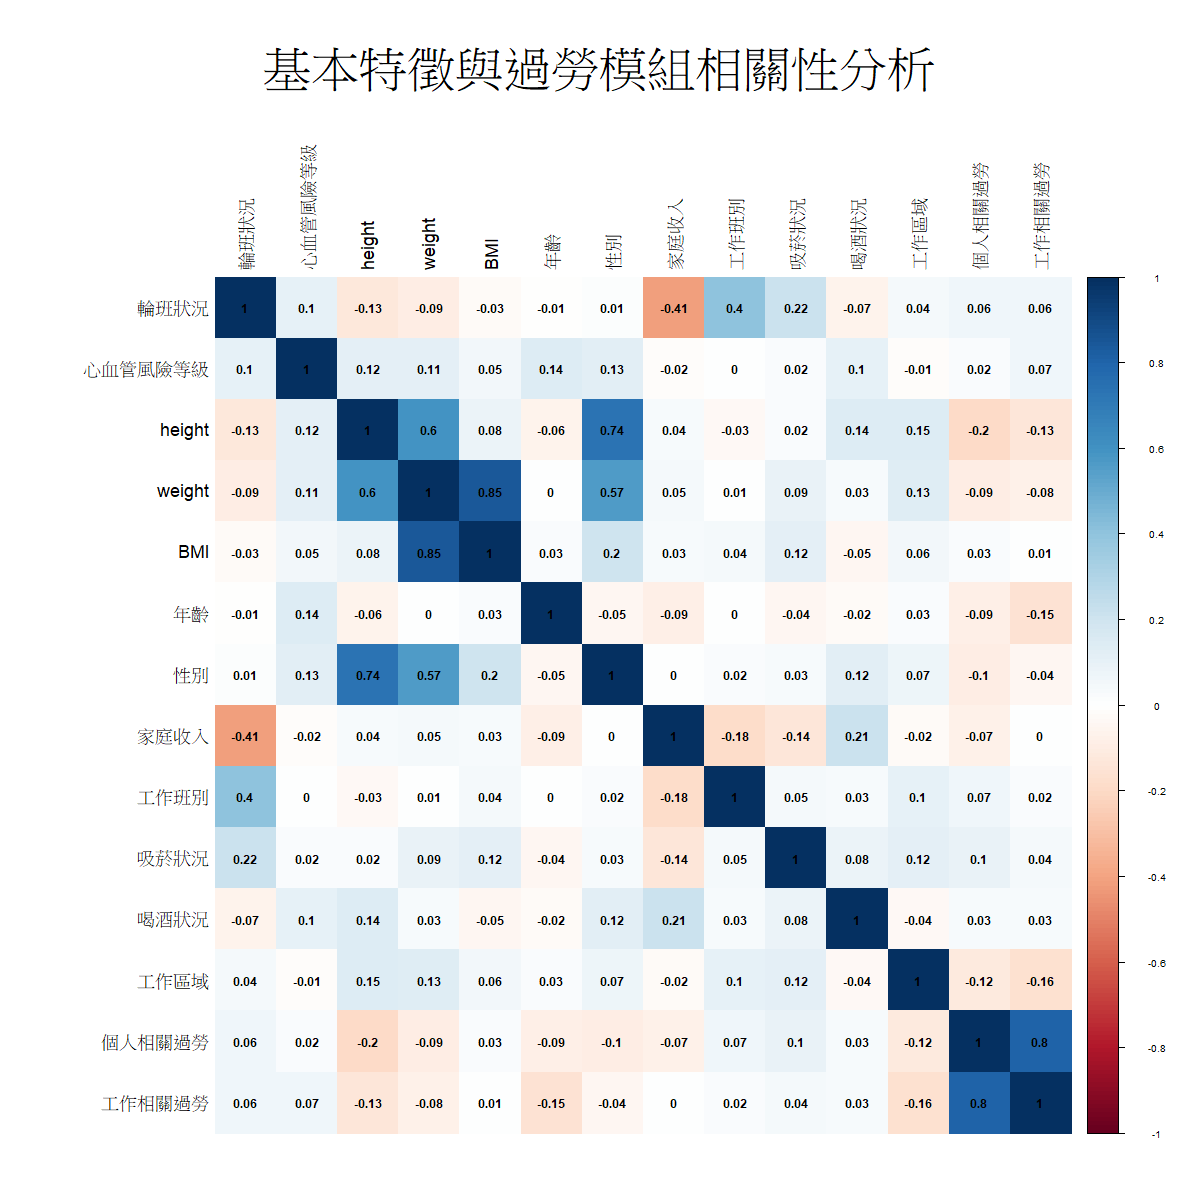 基本特徵與過勞模組相關性分析
輪班狀況 心血管風險等級 height weight BMI 年齡 性別 家庭收入 工作班別 吸菸狀況 喝酒狀況 工作區域 個人相關過勞 工作相關過勞
輪班狀況 1 0.1 -0.13 -0.09 -0.03 -0.01 0.01 -0.41 0.4 0.22 -0.07 0.04 0.06 0.06
心血管風險等級 0.1 1 0.12 0.11 0.05 0.14 0.13 -0.02 0 0.02 0.1 -0.01 0.02 0.07
height -0.13 0.12 1 0.6 0.08 -0.06 0.74 0.04 -0.03 0.02 0.14 0.15 -0.2 -0.13
weight -0.09 0.11 0.6 1 0.85 0 0.57 0.05 0.01 0.09 0.03 0.13 -0.09 -0.08
BMI -0.03 0.05 0.08 0.85 1 0.03 0.2 0.03 0.04 0.12 -0.05 0.06 0.03 0.01
年齡 -0.01 0.14 -0.06 0 0.03 1 -0.05 -0.09 0 -0.04 -0.02 0.03 -0.09 -0.15
性別 0.01 0.13 0.74 0.57 0.2 -0.05 1 0 0.02 0.03 0.12 0.07 -0.1 -0.04
家庭收入 -0.41 -0.02 0.04 0.05 0.03 -0.09 0 1 -0.18 -0.14 0.21 -0.02 -0.07 0
工作班別 0.4 0 -0.03 0.01 0.04 0 0.02 -0.18 1 0.05 0.03 0.1 0.07 0.02
吸菸狀況 0.22 0.02 0.02 0.09 0.12 -0.04 0.03 -0.14 0.05 1 0.08 0.12 0.1 0.04
喝酒狀況 -0.07 0.1 0.14 0.03 -0.05 -0.02 0.12 0.21 0.03 0.08 1 -0.04 0.03 0.03
工作區域 0.04 -0.01 0.15 0.13 0.06 0.03 0.07 -0.02 0.1 0.12 -0.04 1 -0.12 -0.16
個人相關過勞 0.06 0.02 -0.2 -0.09 0.03 -0.09 -0.1 -0.07 0.07 0.1 0.03 -0.12 1 0.8
工作相關過勞 0.06 0.07 -0.13 -0.08 0.01 -0.15 -0.04 0 0.02 0.04 0.03 -0.16 0.8 1
1
0.8
0.6
0.4
0.2
0
-0.2
-0.4
-0.6
-0.8
-1